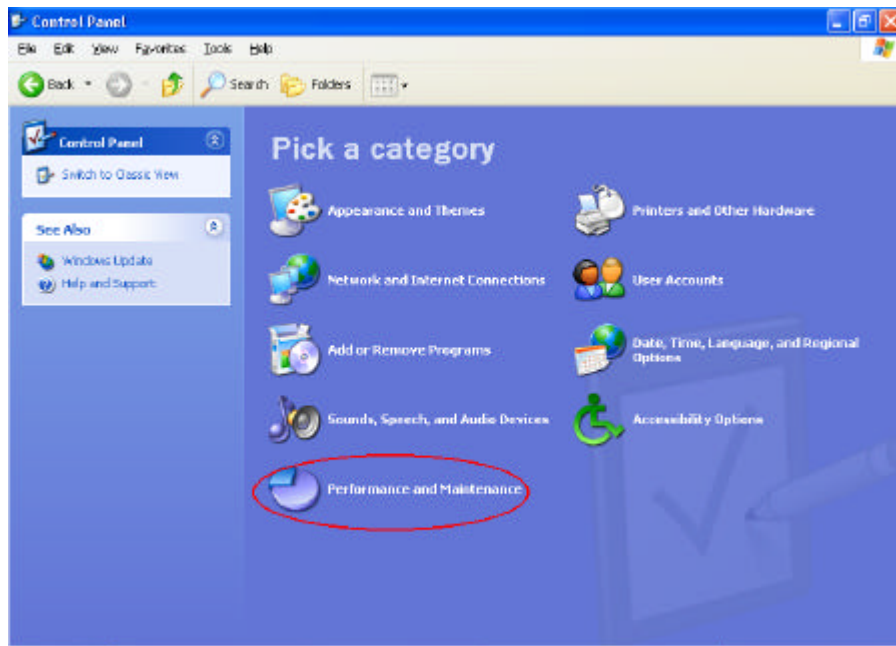 Control Panel
File Edit View Favorites Tools Help
Back Search Folders
Control Panel
Switch to Classic View
See Also
Windows Update
Help and Support
Pick a category
Appearance and Themes
Printers and Other Hardware
Network and Internet Connections
User Accounts
Add or Remove Programs
Date, Time, Language, and Regional
Options
Sounds, Speech, and Audio Devices
Accessibility Options
Performance and Maintenance